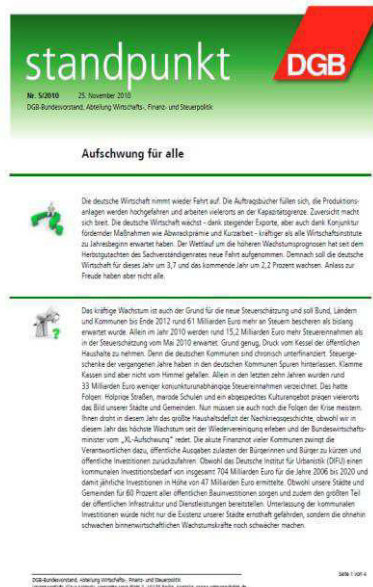 standpunkt
DGB
Nr. 5/2010 25. November 2010
DGB-Bundesvorstand, Abteilung Wirtschafts-, Finanz- und Steuerpolitik
Aufschwung für alle
Die deutsche Wirtschaft nimmt wieder Fahrt auf. Die Auftragsbücher füllen sich, die Produktions-
anlagen werden hochgefahren und arbeiten vielerorts an der Kapazitätsgrenze. Zuversicht macht
sich breit. Die deutsche Wirtschaft wächst - dank steigender Exporte, aber auch dank Konjunktur
fördernder Maßnahmen wie Abwrackprämie und Kurzarbeit - kräftiger als alle Wirtschaftsinstitute
zu Jahresbeginn erwartet haben. Der Wettlauf um die höheren Wachstumsprognosen hat seit dem
Herbstgutachten des Sachverständigenrates neue Fahrt aufgenommen. Demnach soll die deutsche
Wirtschaft für dieses Jahr um 3,7 und das kommende Jahr um 2,2 Prozent wachsen. Anlass zur
Freude haben aber nicht alle.
Das kräftige Wachstum ist auch der Grund für die neue Steuerschätzung und soll Bund, Ländern
und Kommunen bis Ende 2012 rund 61 Milliarden Euro mehr an Steuern bescheren als bislang
erwartet wurde. Allein im Jahr 2010 werden rund 15,2 Milliarden Euro mehr Steuereinnahmen als
in der Steuerschätzung vom Mai 2010 erwartet. Grund genug, Druck vom Kessel der öffentlichen
Haushalte zu nehmen. Denn die deutschen Kommunen sind chronisch unterfinanziert. Steuerge-
schenke der vergangenen Jahre haben in den deutschen Kommunen Spuren hinterlassen. Klamme
Kassen sind aber nicht vom Himmel gefallen. Allein in den letzten zehn Jahren wurden rund
33 Milliarden Euro weniger konjunkturunabhängige Steuereinnahmen verzeichnet. Das hatte
Folgen: Holprige Straßen, marode Schulen und ein abgespecktes Kulturangebot prägen vielerorts
das Bild unserer Städte und Gemeinden. Nun müssen sie auch noch die Folgen der Krise meistern.
Ihnen droht in diesem Jahr das größte Haushaltsdefizit der Nachkriegsgeschichte, obwohl wir in
diesem Jahr das höchste Wachstum seit der Wiedervereinigung erleben und der Bundeswirtschafts-
minister vom „XL-Aufschwung“ redet. Die akute Finanznot vieler Kommunen zwingt die
Verantwortlichen dazu, öffentliche Ausgaben zulasten der Bürgerinnen und Bürger zu kürzen und
öffentliche Investitionen zurückzufahren. Obwohl das Deutsche Institut für Urbanistik (DIFU) einen
kommunalen Investitionsbedarf von insgesamt 704 Milliarden Euro für die Jahre 2006 bis 2020 und
damit jährliche Investitionen in Höhe von 47 Milliarden Euro ermittelte. Obwohl unsere Städte und
Gemeinden für 60 Prozent aller öffentlichen Bauinvestitionen sorgen und zudem den größten Teil
der öffentlichen Infrastruktur und Dienstleistungen bereitstellen. Unterlassung der kommunalen
Investitionen würde nicht nur die Existenz unserer Städte ernsthaft gefährden, sondern die ohnehin
schwachen binnenwirtschaftlichen Wachstumskräfte noch schwächer machen.
Seite 1 von 4
DGB-Bundesvorstand, Abteilung Wirtschafts-, Finanz- und Steuerpolitik